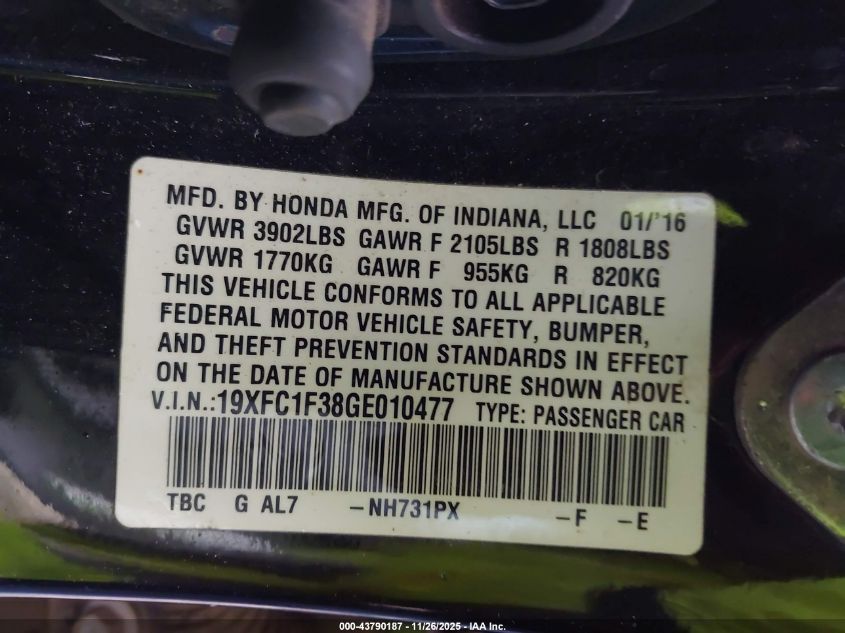 MFD. BY HONDA MFG. OF INDIANA, LLC 01/'16
GVWR 3902LBS GAWR F 2105LBS R 1808LBS
GVWR 1770KG GAWR F 955KG R 820KG
THIS VEHICLE CONFORMS TO ALL APPLICABLE
FEDERAL MOTOR VEHICLE SAFETY, BUMPER,
AND THEFT PREVENTION STANDARDS IN EFFECT
ON THE DATE OF MANUFACTURE SHOWN ABOVE.
V.I.N.:19XFC1F38GE010477 TYPE: PASSENGER CAR
TBC G AL7 -NH731PX -F -E
000-43790187 - 11/26/2025 - IAA Inc.